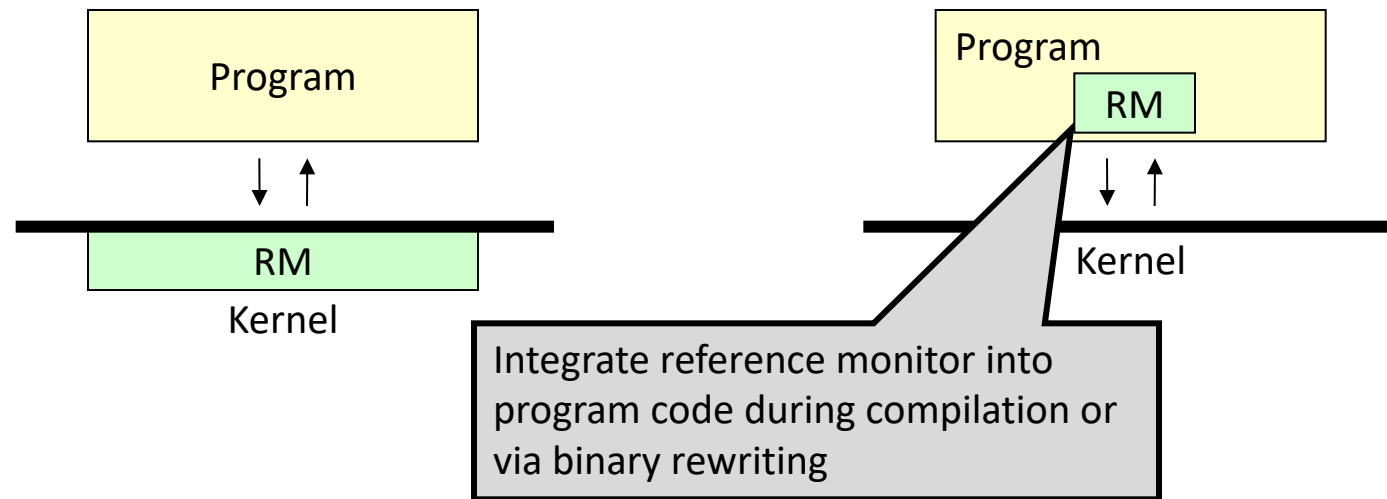 Program
RM
Kernel
Program
RM
Kernel
Integrate reference monitor into
program code during compilation or
via binary rewriting